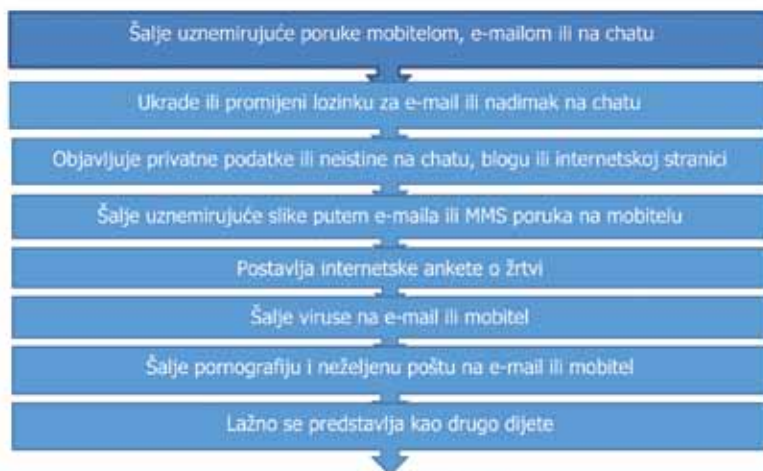 Šalje uznemirujuće poruke mobitelom, e-mailom ili na chatu
Ukrade ili promijeni lozinku za e-mail ili nadimak na chatu
Objavljuje privatne podatke ili neistine na chatu, blogu ili internetskoj stranici
Šalje uznemirujuće slike putem e-maila ili MMS poruka na mobitelu
Postavlja internetske ankete o žrtvi
Šalje viruse na e-mail ili mobitel
Šalje pornografiju i neželjenu poštu na e-mail ili mobitel
Lažno se predstavlja kao drugo dijete